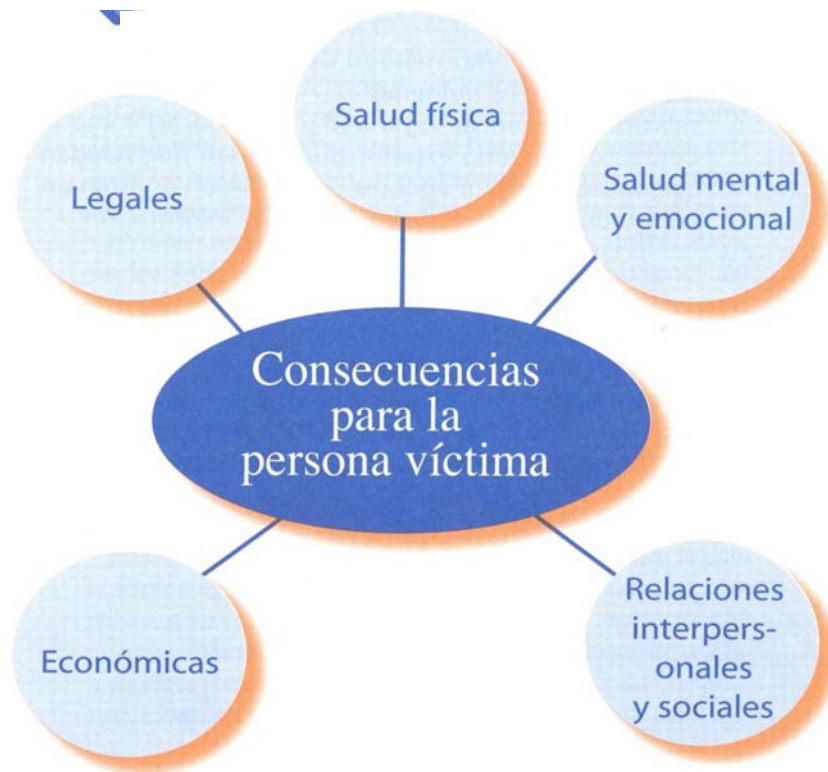 Salud física
Legales
Salud mental
y emocional
Consecuencias
para la
persona víctima
Económicas
Relaciones
interpers-
onales
y sociales